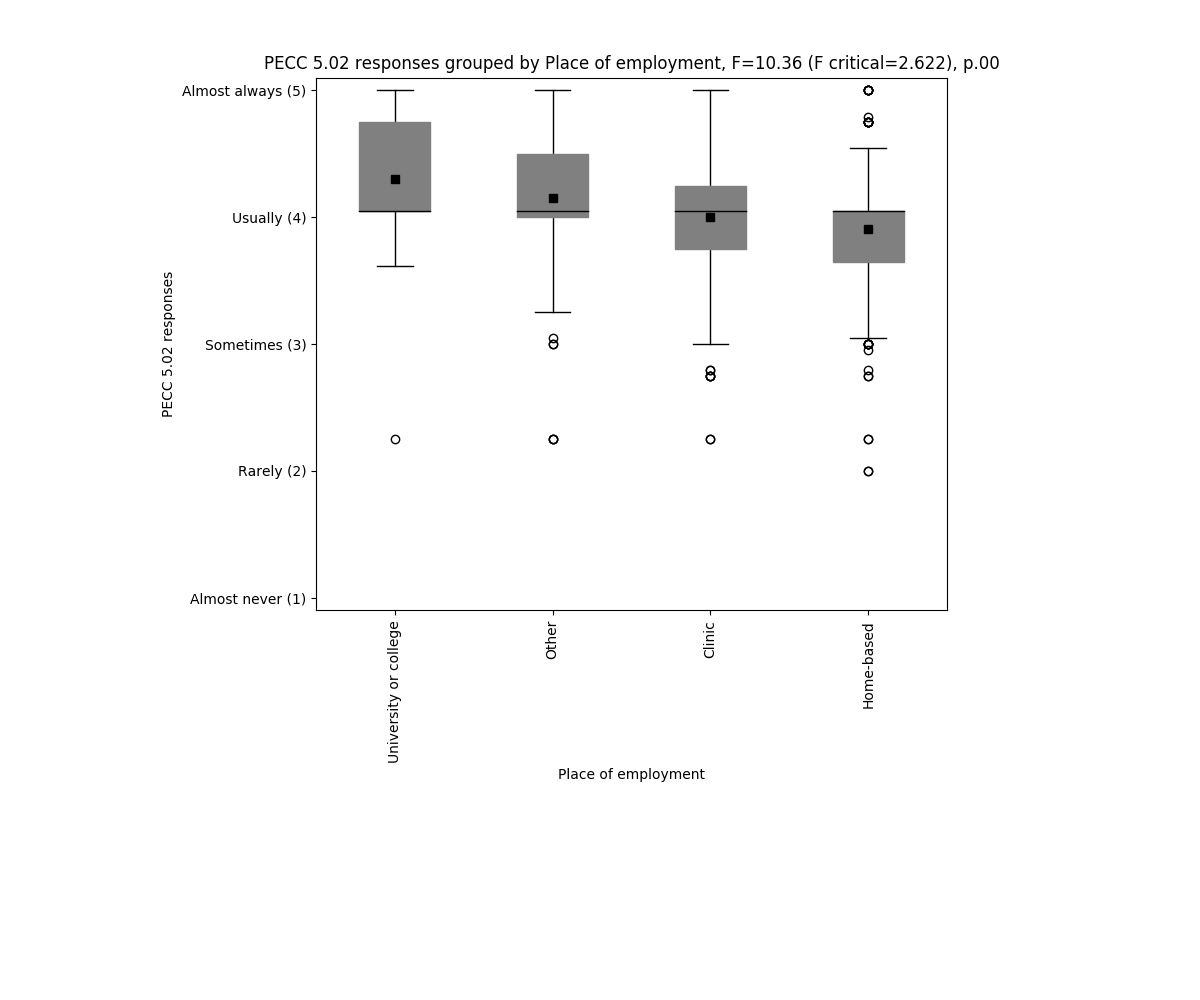 PECC 5.02 responses grouped by Place of employment, F=10.36 (F critical=2.622), p.00
Almost always (5)
Usually (4)
Sometimes (3)
Rarely (2)
Almost never (1)
PECC 5.02 responses
University or college
Other
Clinic
Home-based
Place of employment